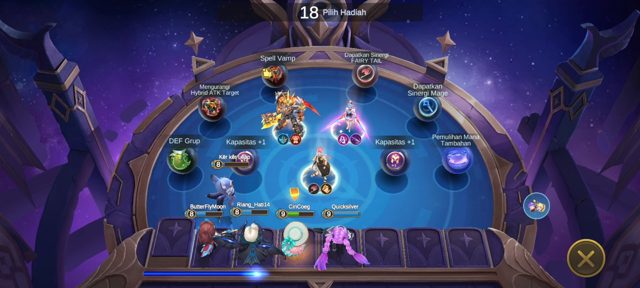 18 Pilih Hadiah
Spell Vamp
Dapatkan Sinergi
FAIRY TAIL
Mengurangi
Hybrid ATK Target
Dapatkan
Sinergi Mage
DEF Grup
Kapasitas +1
Kapasitas +1
Pemulihan Mana
Tambahan
8
ButterFlyMoon
8
Riang_Hati14
8
CiriCoeg
9
Quicksilver
9